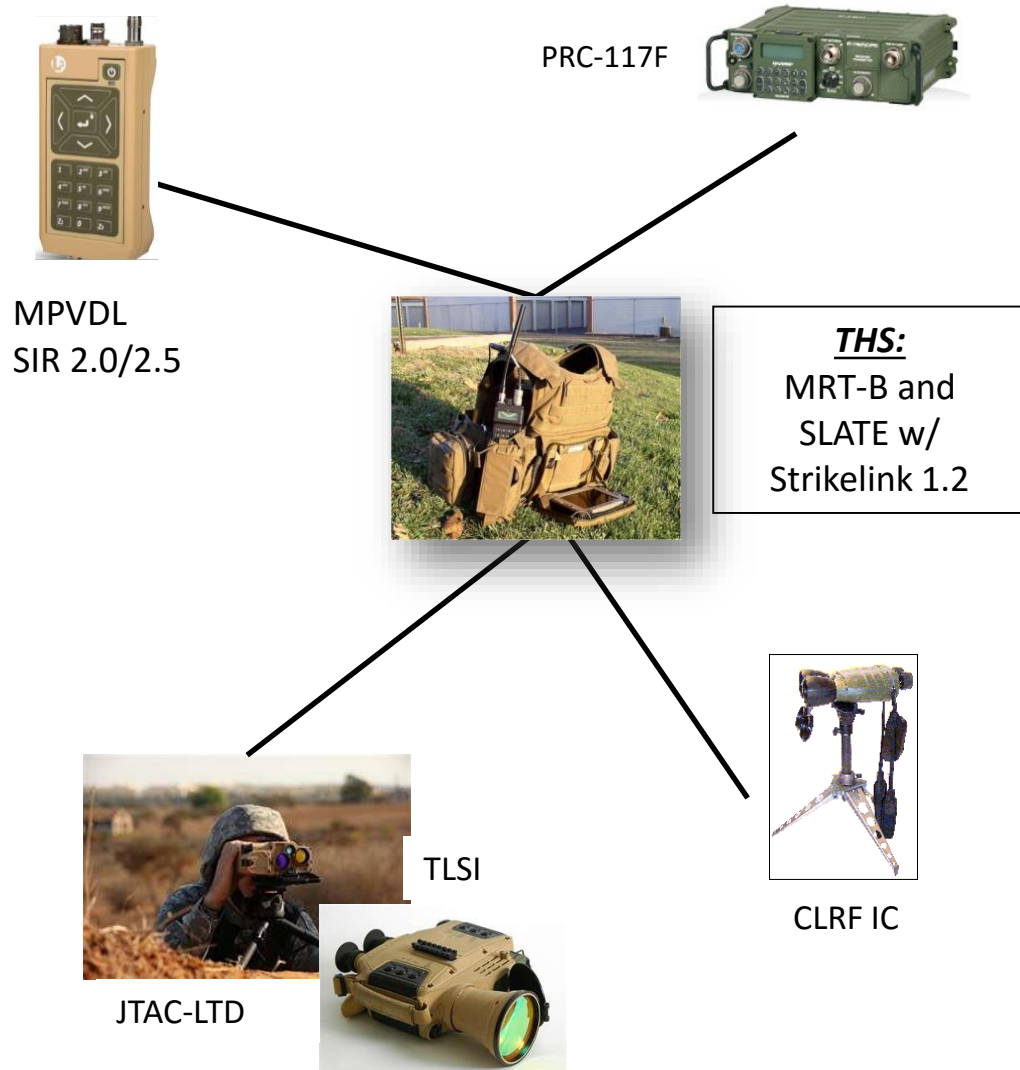 PRC-117F
MPVDL
SIR 2.0/2.5
THS:
MRT-B and
SLATE w/
Strikelink 1.2
TLSI
CLRF IC
JTAC-LTD